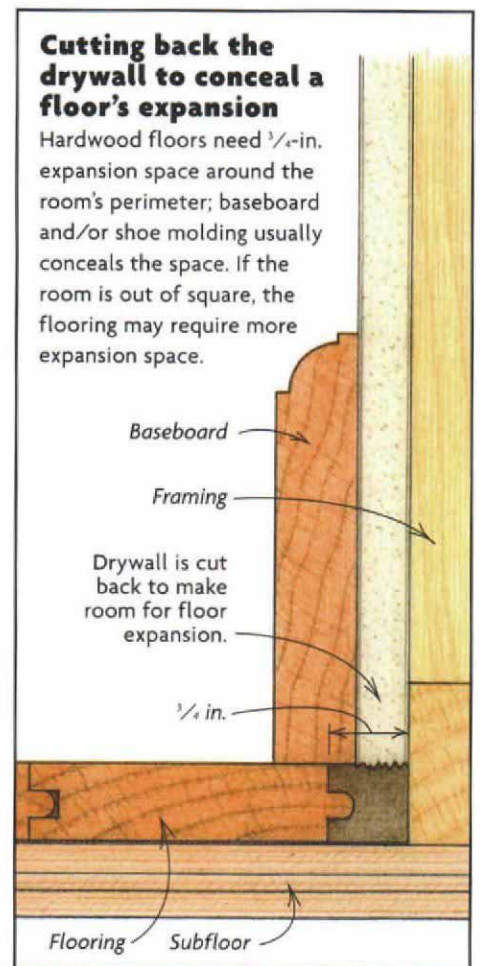 Cutting back the
drywall to conceal a
floor's expansion
Hardwood floors need ¾-in.
expansion space around the
room's perimeter; baseboard
and/or shoe molding usually
conceals the space. If the
room is out of square, the
flooring may require more
expansion space.
Baseboard
Framing
Drywall is cut
back to make
room for floor
expansion.
¾ in.
Flooring
Subfloor